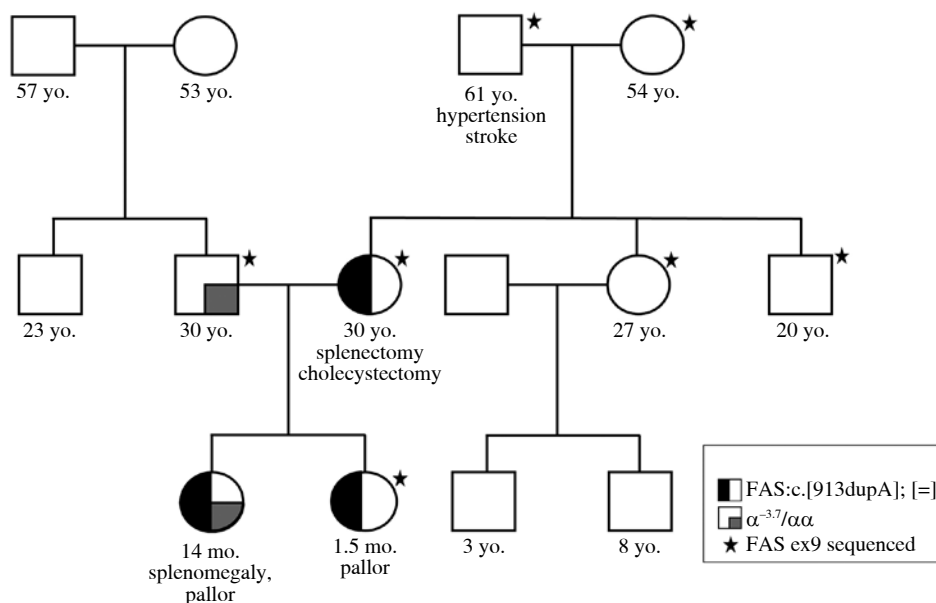 57 yo.
53 yo.
61 yo.
hypertension
stroke
54 yo.
23 yo.
30 yo.
30 yo.
splenectomy
cholecystectomy
27 yo.
20 yo.
14 mo.
splenomegaly,
pallor
1.5 mo.
pallor
3 yo.
8 yo.
FAS:c.[913dupA]; [=]
α⁻³·⁷/αα
★ FAS ex9 sequenced